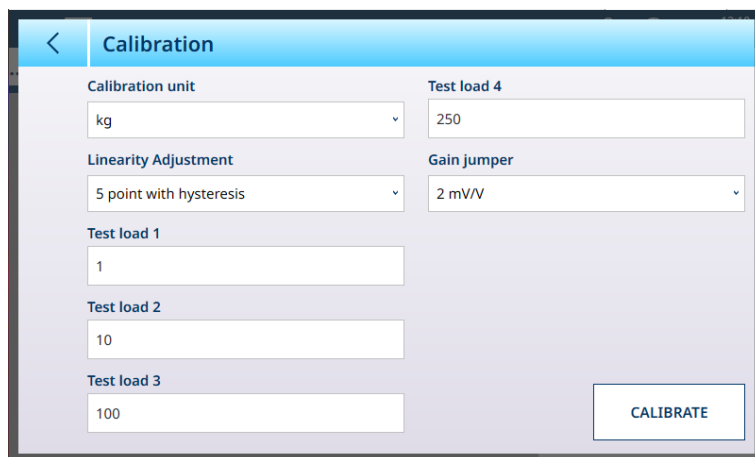 Calibration
Calibration unit
kg
Linearity Adjustment
5 point with hysteresis
Test load 1
1
Test load 2
10
Test load 3
100
Test load 4
250
Gain jumper
2 mV/V
CALIBRATE